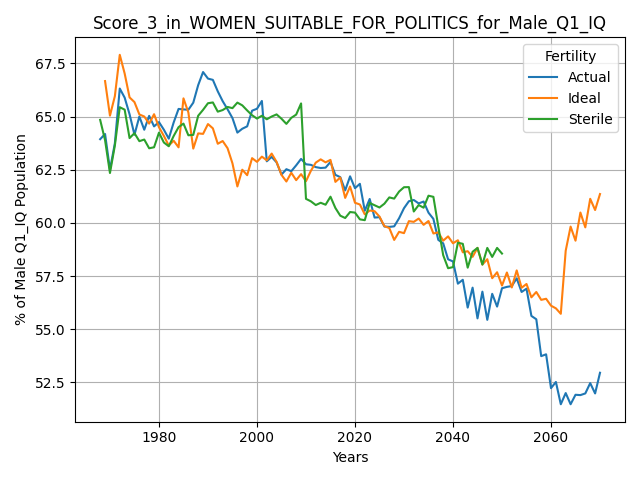 Score_3_in_WOMEN_SUITABLE_FOR_POLITICS_for_Male_Q1_IQ
Fertility
Actual
Ideal
Sterile
% of Male Q1_IQ Population
67.5
65.0
62.5
60.0
57.5
55.0
52.5
1980
2000
2020
2040
2060
Years